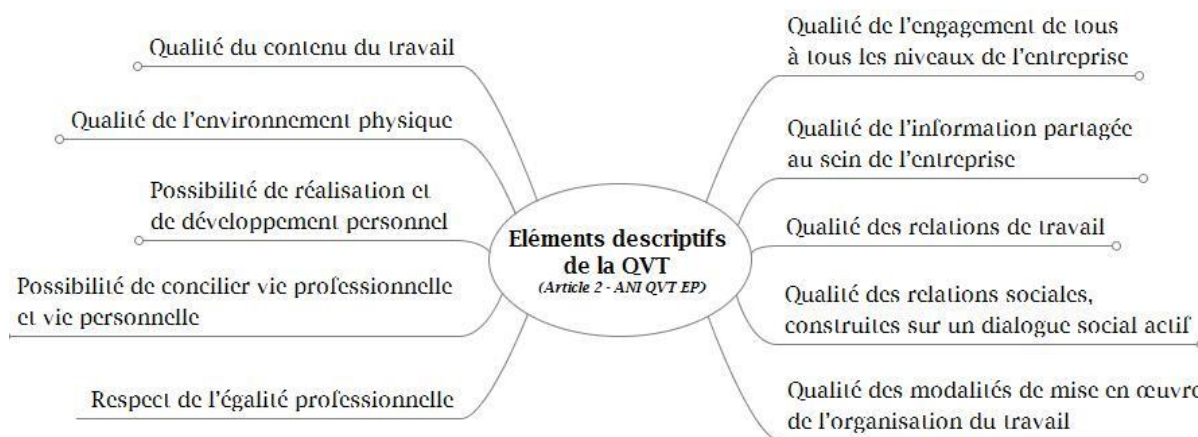 Qualité du contenu du travail
Qualité de l'environnement physique
Possibilité de réalisation et
de développement personnel
Possibilité de concilier vie professionnelle
et vie personnelle
Respect de l'égalité professionnelle
Eléments descriptifs
de la QVT
(Article 2 - ANI QVT EP)
Qualité de l'engagement de tous
à tous les niveaux de l'entreprise
Qualité de l'information partagée
au sein de l'entreprise
Qualité des relations de travail
Qualité des relations sociales,
construites sur un dialogue social actif
Qualité des modalités de mise en œuvre
de l'organisation du travail